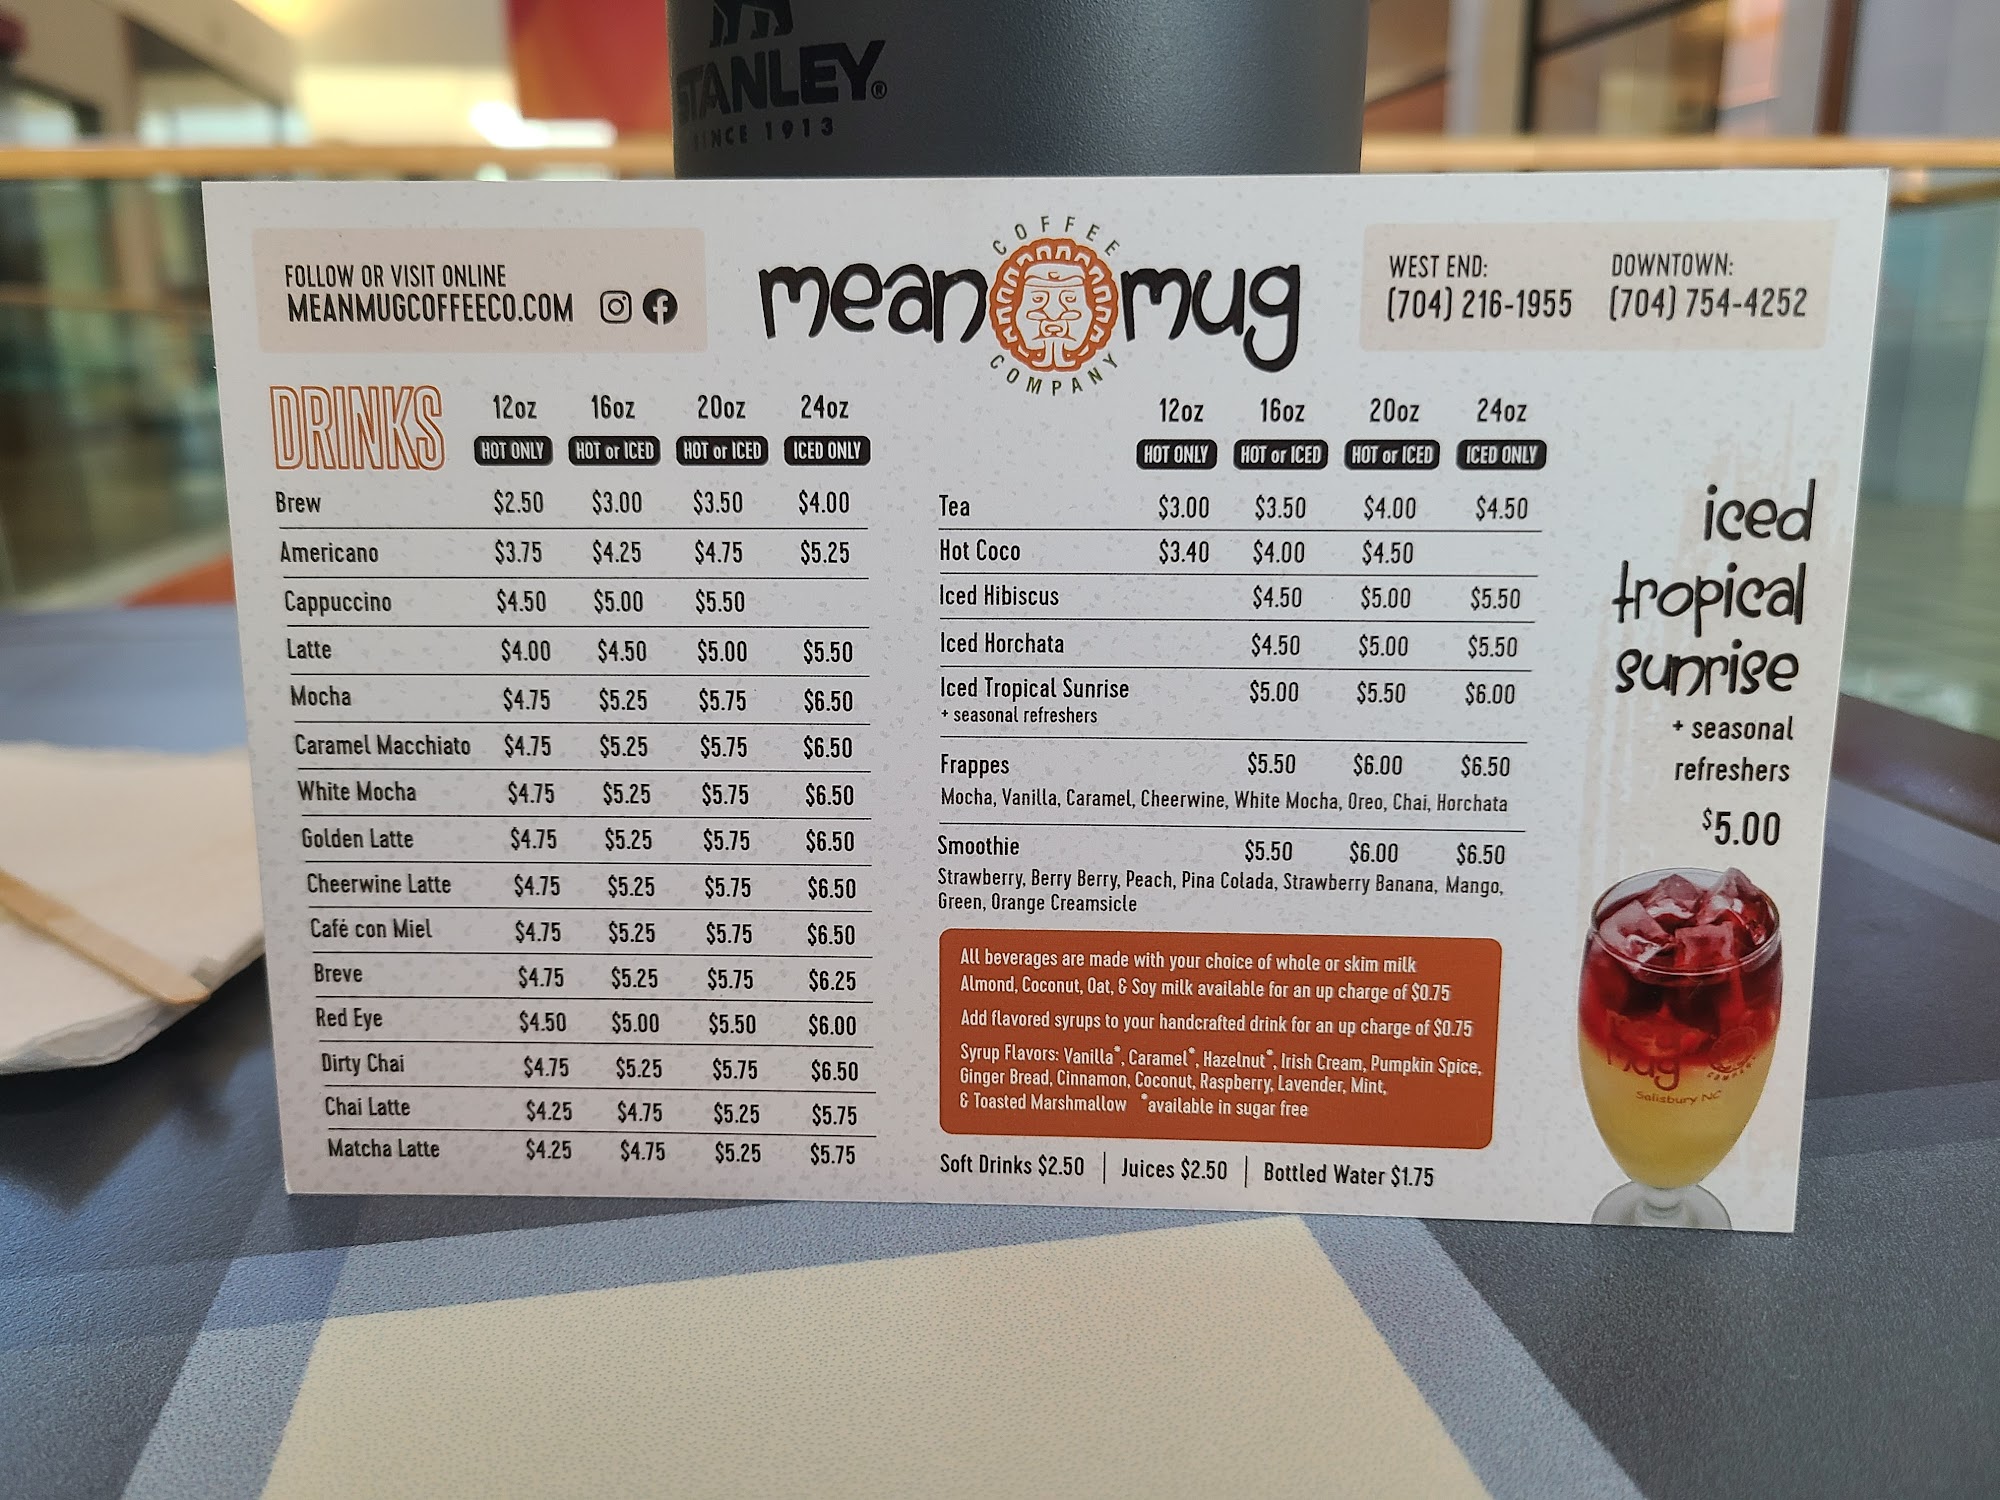 STANLEY®
SINCE 1913
FOLLOW OR VISIT ONLINE
MEANMUGCOFFEECO.COM
mean mug
COFFEE
COMPANY
WEST END:
(704) 216-1955
DOWNTOWN:
(704) 754-4252
DRINKS
12oz 16oz 20oz 24oz
HOT ONLY HOT or ICED HOT or ICED ICED ONLY
Brew $2.50 $3.00 $3.50 $4.00
Americano $3.75 $4.25 $4.75 $5.25
Cappuccino $4.50 $5.00 $5.50
Latte $4.00 $4.50 $5.00 $5.50
Mocha $4.75 $5.25 $5.75 $6.50
Caramel Macchiato $4.75 $5.25 $5.75 $6.50
White Mocha $4.75 $5.25 $5.75 $6.50
Golden Latte $4.75 $5.25 $5.75 $6.50
Cheerwine Latte $4.75 $5.25 $5.75 $6.50
Café con Miel $4.75 $5.25 $5.75 $6.50
Breve $4.75 $5.25 $5.75 $6.25
Red Eye $4.50 $5.00 $5.50 $6.00
Dirty Chai $4.75 $5.25 $5.75 $6.50
Chai Latte $4.25 $4.75 $5.25 $5.75
Matcha Latte $4.25 $4.75 $5.25 $5.75
12oz 16oz 20oz 24oz
HOT ONLY HOT or ICED HOT or ICED ICED ONLY
Tea $3.00 $3.50 $4.00 $4.50
Hot Coco $3.40 $4.00 $4.50
Iced Hibiscus $4.50 $5.00 $5.50
Iced Horchata $4.50 $5.00 $5.50
Iced Tropical Sunrise $5.00 $5.50 $6.00
+ seasonal refreshers
Frappes $5.50 $6.00 $6.50
Mocha, Vanilla, Caramel, Cheerwine, White Mocha, Oreo, Chai, Horchata
Smoothie $5.50 $6.00 $6.50
Strawberry, Berry Berry, Peach, Pina Colada, Strawberry Banana, Mango,
Green, Orange Creamsicle
All beverages are made with your choice of whole or skim milk
Almond, Coconut, Oat, & Soy milk available for an up charge of $0.75
Add flavored syrups to your handcrafted drink for an up charge of $0.75
Syrup Flavors: Vanilla*, Caramel*, Hazelnut*, Irish Cream, Pumpkin Spice,
Ginger Bread, Cinnamon, Coconut, Raspberry, Lavender, Mint,
& Toasted Marshmallow *available in sugar free
Soft Drinks $2.50 | Juices $2.50 | Bottled Water $1.75
iced
tropical
sunrise
+ seasonal
refreshers
$5.00
mug
Salisbury NC